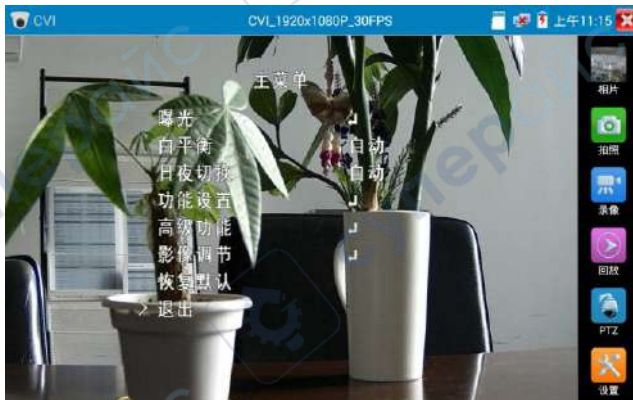 CVI
CVI_1920x1080P_30FPS
上午11:15
主菜单
曝光
白平衡 自动
日夜切换 自动
功能设置
高级功能
影像调节
恢复默认
> 退出
相片
拍照
录像
回放
PTZ
设置